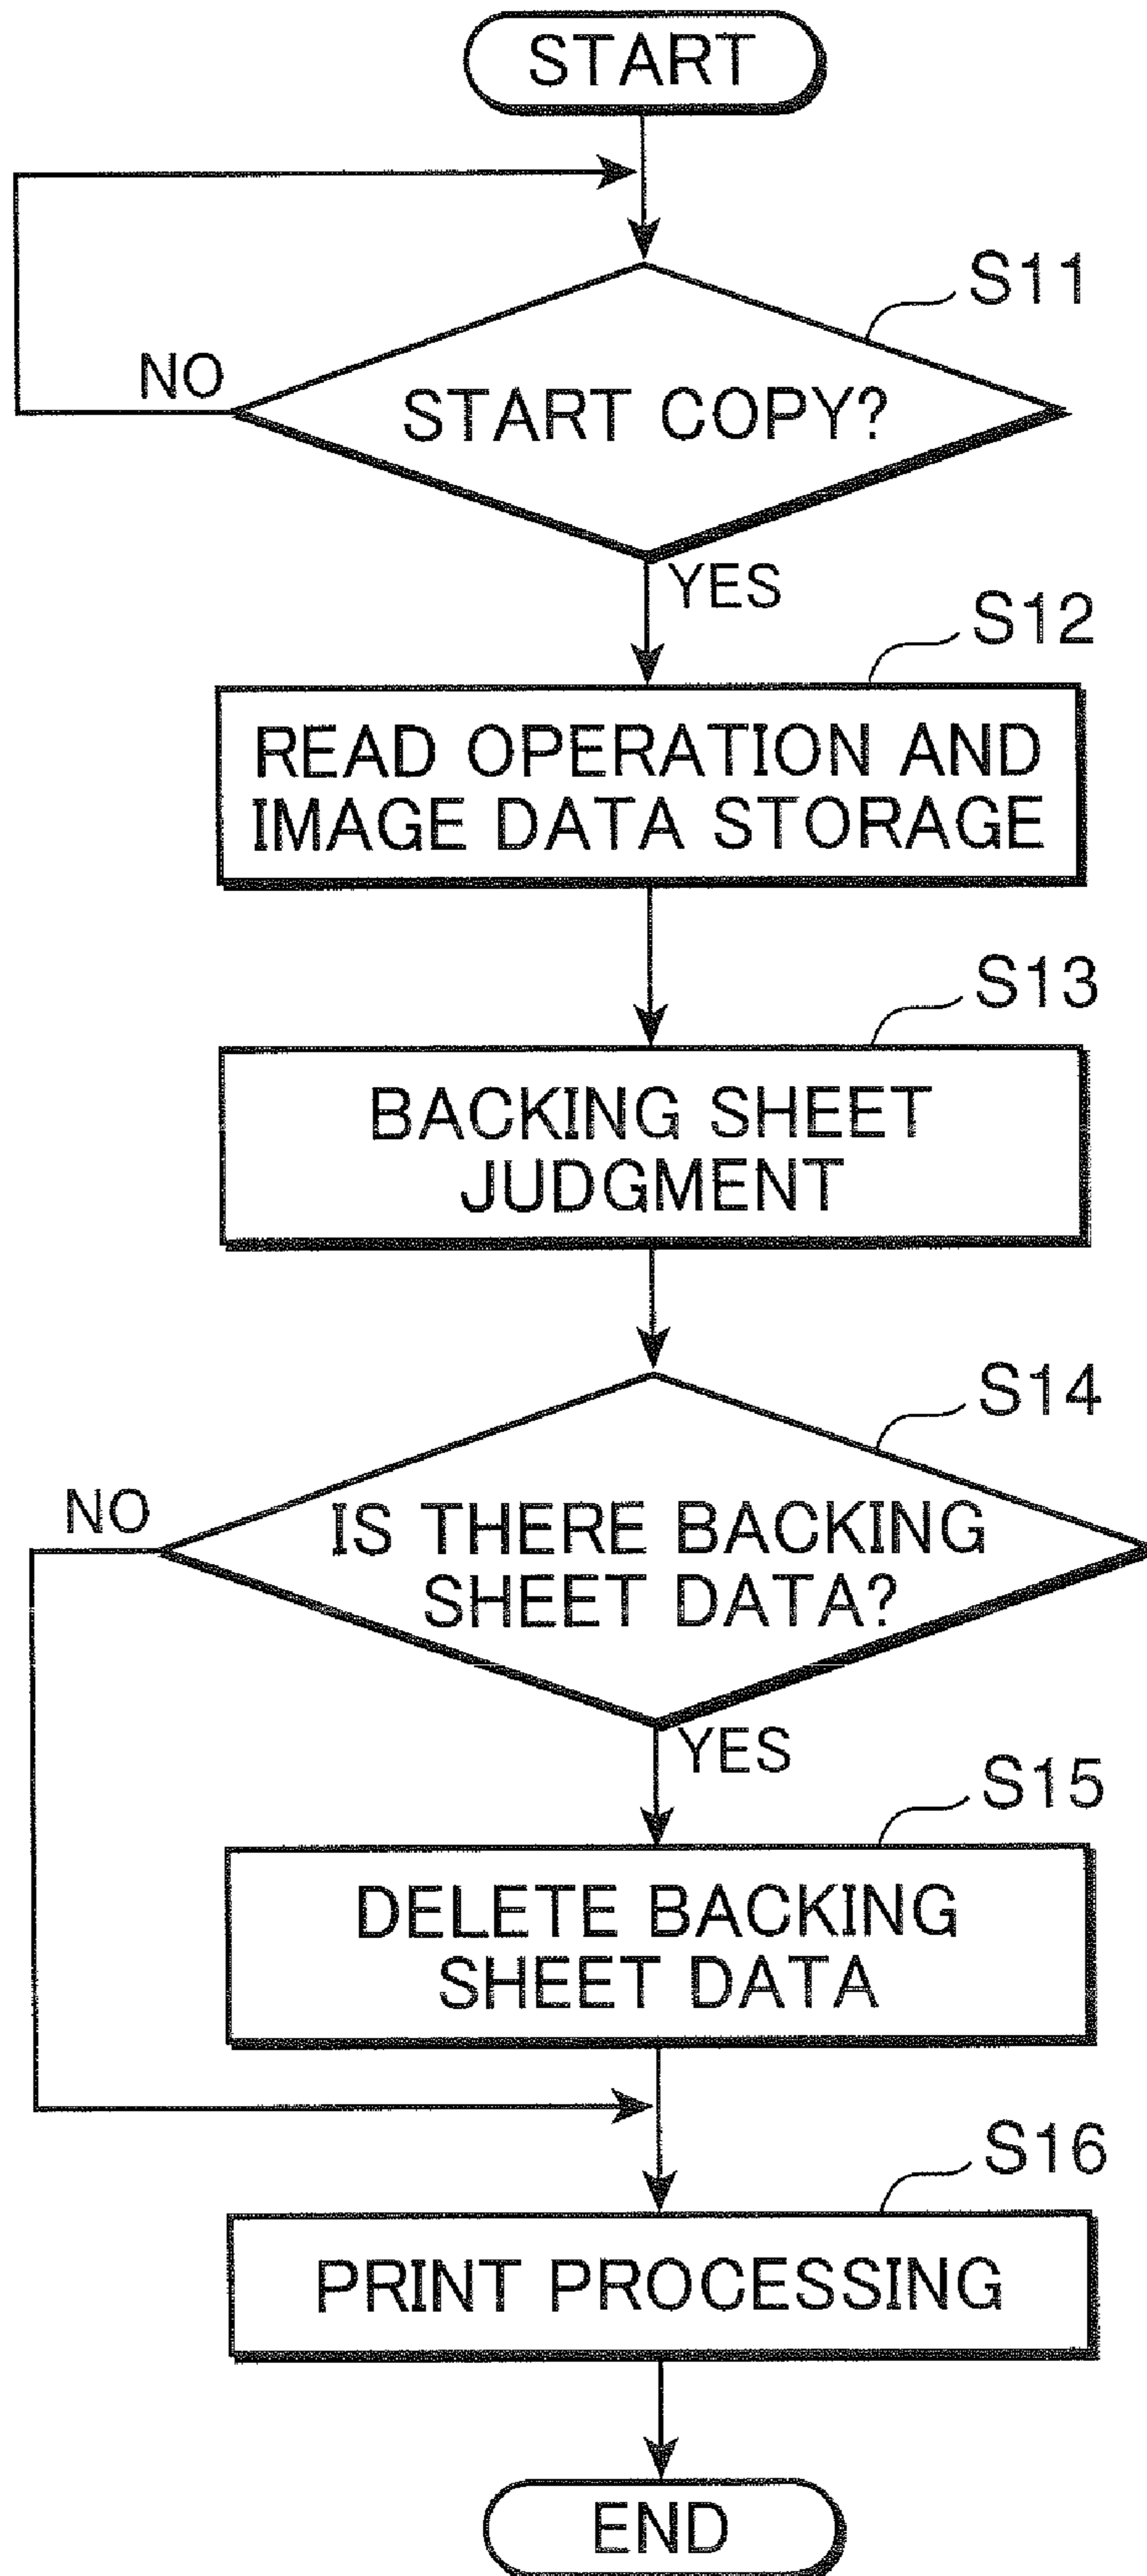 START
S11
NO
START COPY?
YES
S12
READ OPERATION AND
IMAGE DATA STORAGE
S13
BACKING SHEET
JUDGMENT
S14
NO
IS THERE BACKING
SHEET DATA?
YES
S15
DELETE BACKING
SHEET DATA
S16
PRINT PROCESSING
END